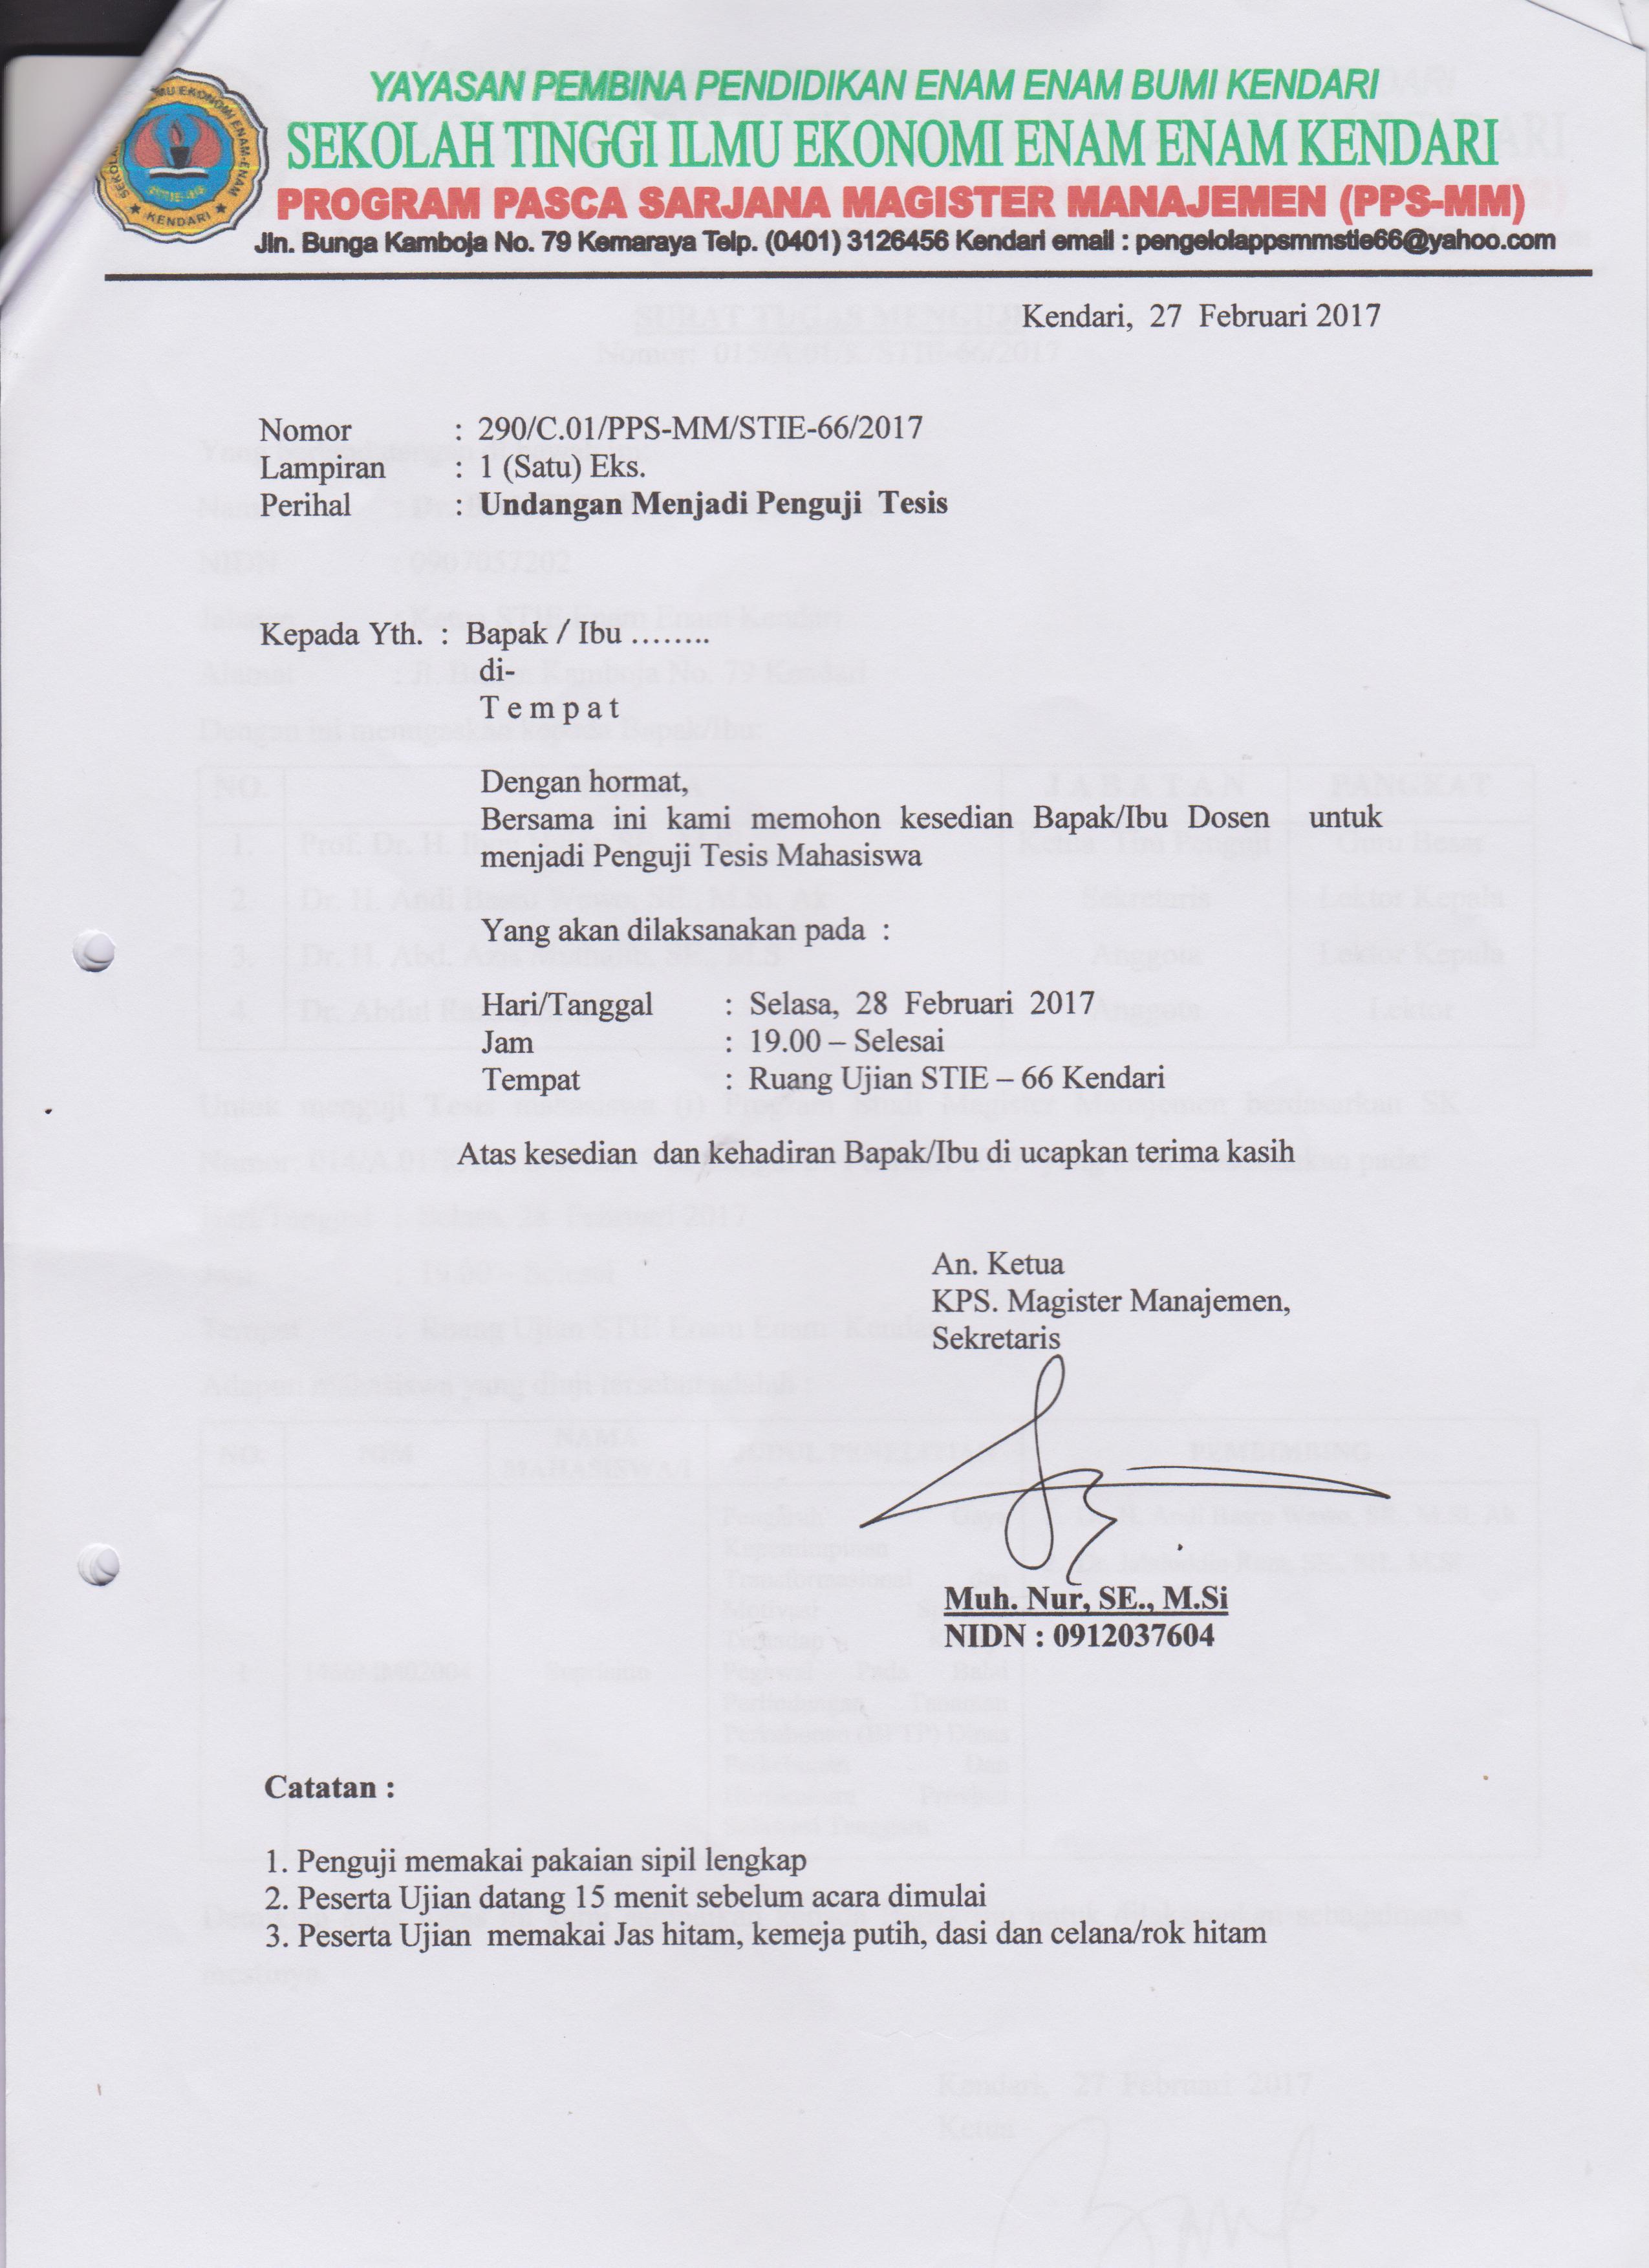 YAYASAN PEMBINA PENDIDIKAN ENAM ENAM BUMI KENDARI
SEKOLAH TINGGI ILMU EKONOMI ENAM ENAM KENDARI
PROGRAM PASCA SARJANA MAGISTER MANAJEMEN (PPS-MM)
Jln. Bunga Kamboja No. 79 Kemaraya Telp. (0401) 3126456 Kendari email : pengelolappsmmstie66@yahoo.com
Kendari, 27 Februari 2017
Nomor : 290/C.01/PPS-MM/STIE-66/2017
Lampiran : 1 (Satu) Eks.
Perihal : Undangan Menjadi Penguji Tesis
Kepada Yth. : Bapak / Ibu ........
di-
T e m p a t
Dengan hormat,
Bersama ini kami memohon kesedian Bapak/Ibu Dosen untuk
menjadi Penguji Tesis Mahasiswa
Yang akan dilaksanakan pada :
Hari/Tanggal : Selasa, 28 Februari 2017
Jam : 19.00 – Selesai
Tempat : Ruang Ujian STIE – 66 Kendari
Atas kesedian dan kehadiran Bapak/Ibu di ucapkan terima kasih
An. Ketua
KPS. Magister Manajemen,
Sekretaris
Muh. Nur, SE., M.Si
NIDN : 0912037604
Catatan :
1. Penguji memakai pakaian sipil lengkap
2. Peserta Ujian datang 15 menit sebelum acara dimulai
3. Peserta Ujian memakai Jas hitam, kemeja putih, dasi dan celana/rok hitam